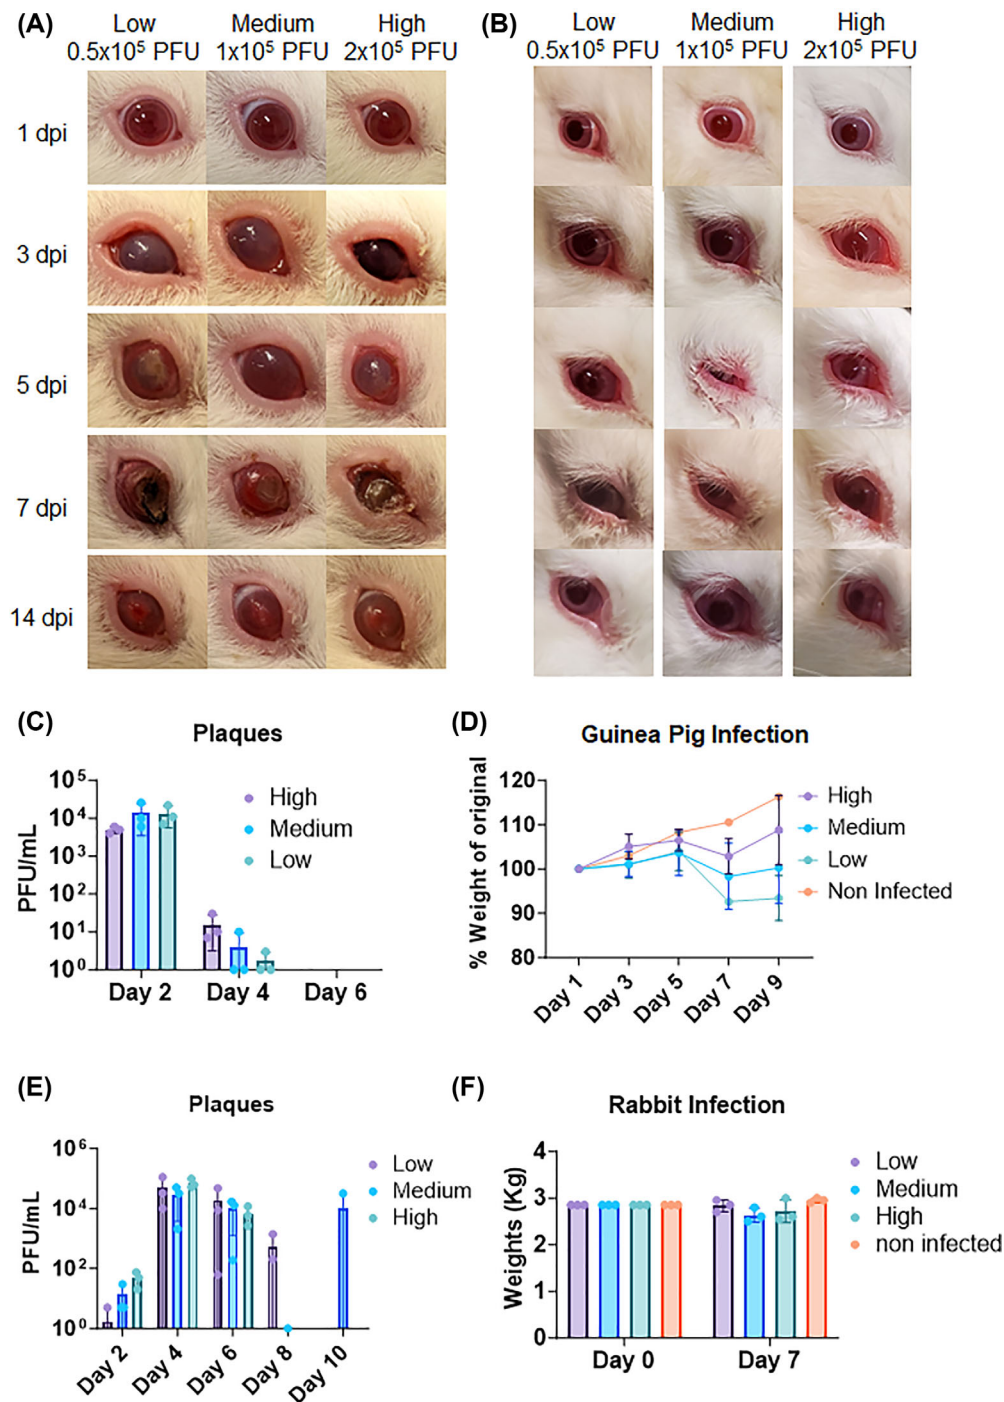 (A)
Low Medium High
0.5x10⁵ PFU 1x10⁵ PFU 2x10⁵ PFU
(B)
Low Medium High
0.5x10⁵ PFU 1x10⁵ PFU 2x10⁵ PFU
1 dpi
3 dpi
5 dpi
7 dpi
14 dpi
(C)
Plaques
PFU/mL
10⁵
10⁴
10³
10²
10¹
10⁰
Day 2 Day 4 Day 6
High
Medium
Low
(D)
Guinea Pig Infection
% Weight of original
120
110
100
90
80
Day 1 Day 3 Day 5 Day 7 Day 9
High
Medium
Low
Non Infected
(E)
Plaques
PFU/mL
10⁶
10⁴
10²
10⁰
Day 2 Day 4 Day 6 Day 8 Day 10
Low
Medium
High
(F)
Rabbit Infection
Weights (Kg)
4
3
2
1
0
Day 0 Day 7
Low
Medium
High
non infected